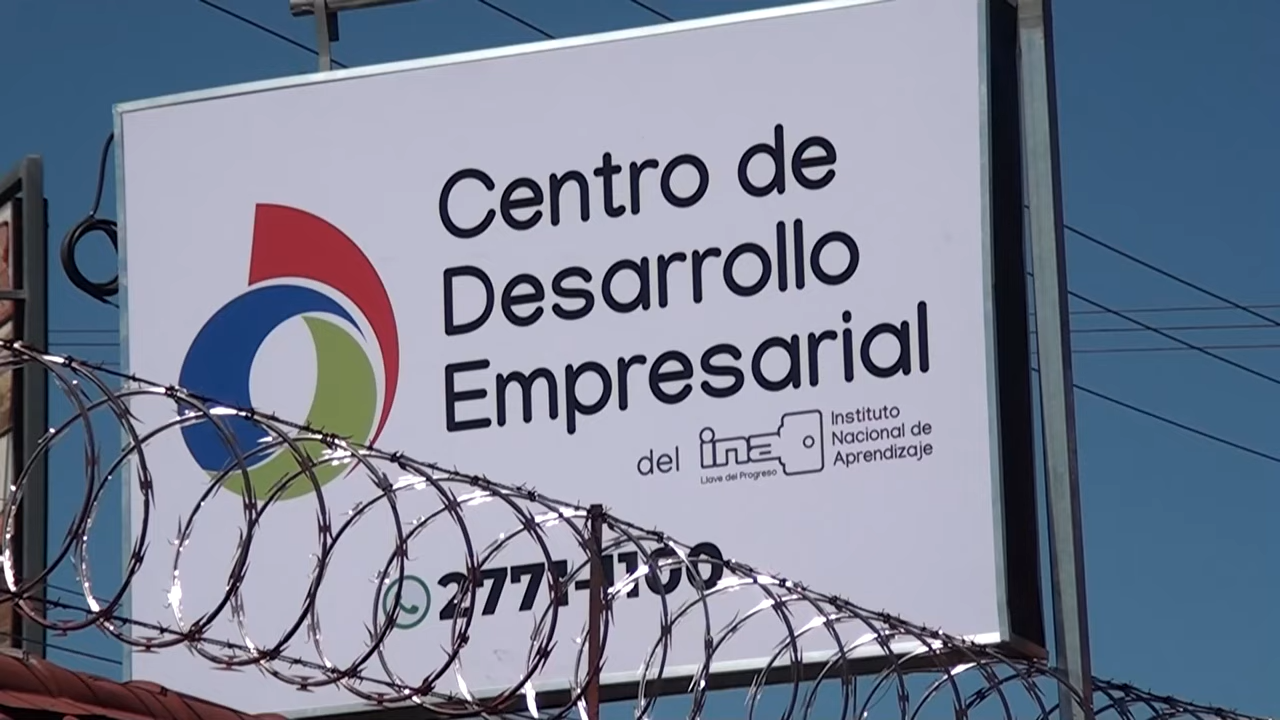 Centro de
Desarrollo
Empresarial
del ina Instituto
Nacional de
Aprendizaje
Llave del Progreso
2771-1100